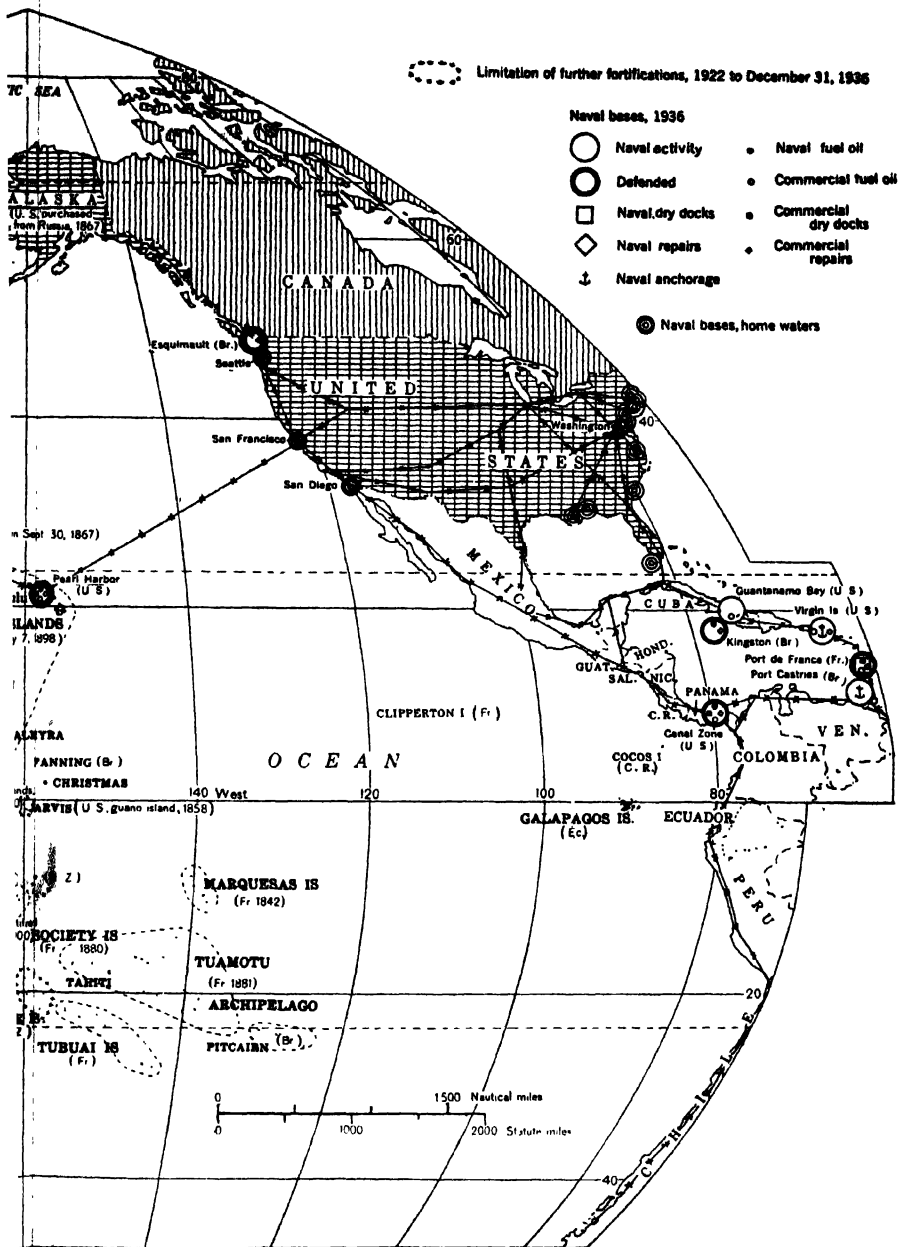 TIC SEA
Limitation of further fortifications, 1922 to December 31, 1936
Naval bases, 1936
Naval activity
Naval fuel oil
Defended
Commercial fuel oil
Naval dry docks
Commercial
dry docks
Naval repairs
Commercial
repairs
Naval anchorage
Naval bases, home waters
ALASKA
(U. S. purchased
from Russia, 1867)
60
CANADA
Esquimault (Br.)
Seattle
UNITED
STATES
Washington
40
San Francisco
San Diego
Sept 30, 1867)
Pearl Harbor
(U S)
ISLANDS
7, 1898)
MEXICO
CUBA
Guantanamo Bay (U S)
Virgin Is (U S)
Kingston (Br)
Port de France (Fr.)
Port Castries (Br)
HOND.
GUAT.
SAL. NIC.
PANAMA
C.R.
Canal Zone
(U S)
VEN.
COLOMBIA
CLIPPERTON I (Fr)
COCOS I
(C. R.)
ALMYRA
FANNING (Br)
CHRISTMAS
OCEAN
140 West
120
100
80
JARVIS (U S. guano island, 1858)
GALAPAGOS IS.
(Ec.)
ECUADOR
PERU
Z)
MARQUESAS IS
(Fr 1842)
SOCIETY IS
(Fr 1880)
TUAMOTU
(Fr 1881)
ARCHIPELAGO
TAHITI
20
TUBUAI IS
(Fr)
PITCAIRN (Br)
CHILE
0 1500 Nautical miles
0 1000 2000 Statute miles
40